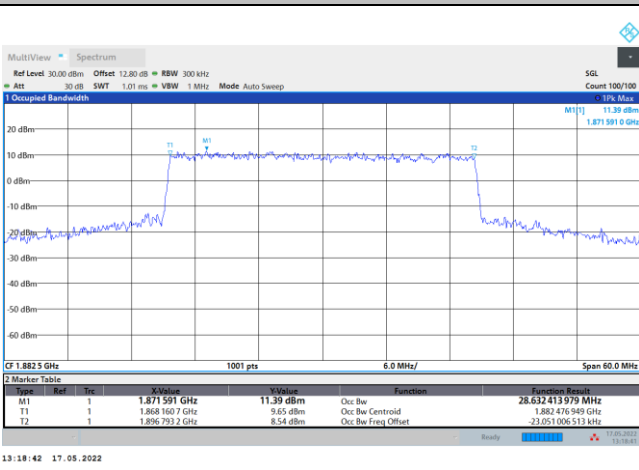 MultiView Spectrum
Ref Level 30.00 dBm Offset 12.80 dB RBW 300 kHz SGL
Att 30 dB SWT 1.01 ms VBW 1 MHz Mode Auto Sweep Count 100/100
1 Occupied Bandwidth 1Pk Max
M1[1] 11.39 dBm
1.871 591 0 GHz
20 dBm
M1
T1
T2
10 dBm
0 dBm
-10 dBm
-20 dBm
-30 dBm
-40 dBm
-50 dBm
-60 dBm
CF 1.882 5 GHz 1001 pts 6.0 MHz/ Span 60.0 MHz
2 Marker Table
Type Ref Trc X-Value Y-Value Function Function Result
M1 1 1.871 591 GHz 11.39 dBm Occ Bw 28.632 413 979 MHz
T1 1 1.868 160 7 GHz 9.65 dBm Occ Bw Centroid 1.882 476 949 GHz
T2 1 1.896 793 2 GHz 8.54 dBm Occ Bw Freq Offset -23.051 006 513 kHz
Ready 17.05.2022
13:18:41
13:18:42 17.05.2022